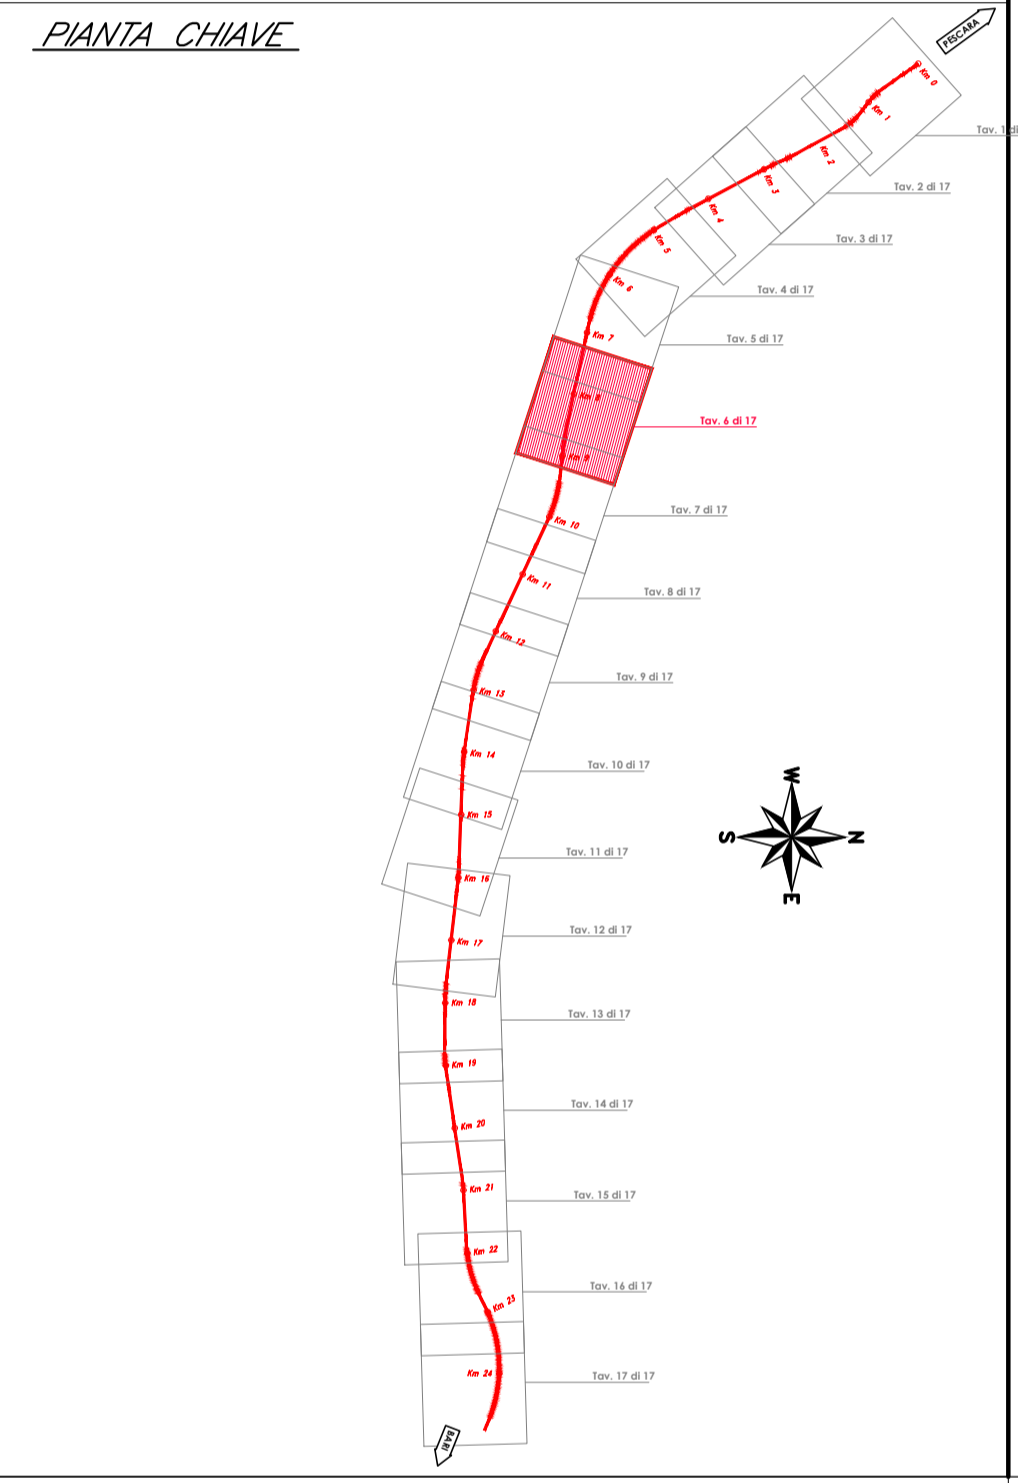 PIANTA CHIAVE
PESCARA
Km 0
Km 1
Tav. 1 di
Km 2
Km 3
Tav. 2 di 17
Km 4
Tav. 3 di 17
Km 5
Km 6
Tav. 4 di 17
Km 7
Tav. 5 di 17
Km 8
Tav. 6 di 17
Km 9
Tav. 7 di 17
Km 10
Km 11
Tav. 8 di 17
Km 12
Tav. 9 di 17
Km 13
Km 14
Tav. 10 di 17
W
N
S
E
Km 15
Tav. 11 di 17
Km 16
Tav. 12 di 17
Km 17
Km 18
Tav. 13 di 17
Km 19
Tav. 14 di 17
Km 20
Km 21
Tav. 15 di 17
Km 22
Tav. 16 di 17
Km 23
Km 24
Tav. 17 di 17
BARI